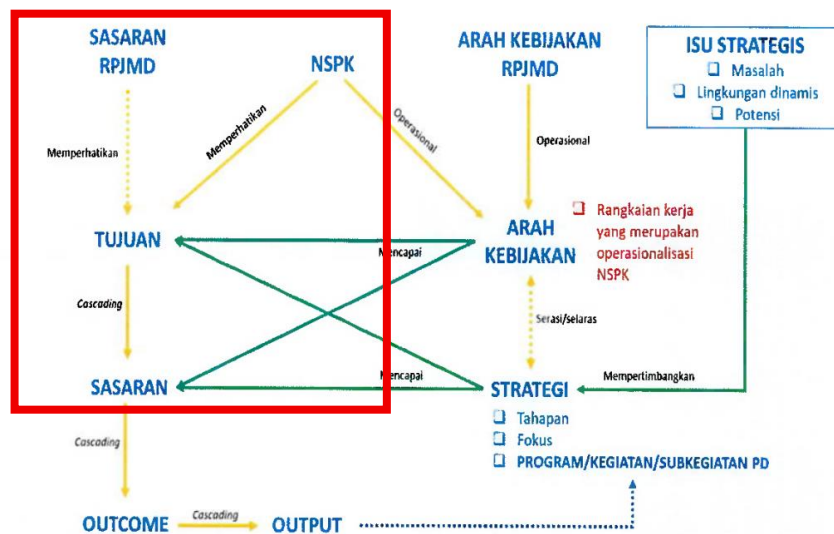 SASARAN
RPJMD
NSPK
ARAH KEBIJAKAN
RPJMD
ISU STRATEGIS
Masalah
Lingkungan dinamis
Potensi
Memperhatikan
Memperhatikan
Operasional
Operasional
TUJUAN
ARAH
KEBIJAKAN
Rangkaian kerja
yang merupakan
operasionalisasi
NSPK
Mencapai
Cascading
Serasi/selaras
Mencapai
Mempertimbangkan
SASARAN
STRATEGI
Tahapan
Fokus
PROGRAM/KEGIATAN/SUBKEGIATAN PD
Cascading
OUTCOME
Cascading
OUTPUT